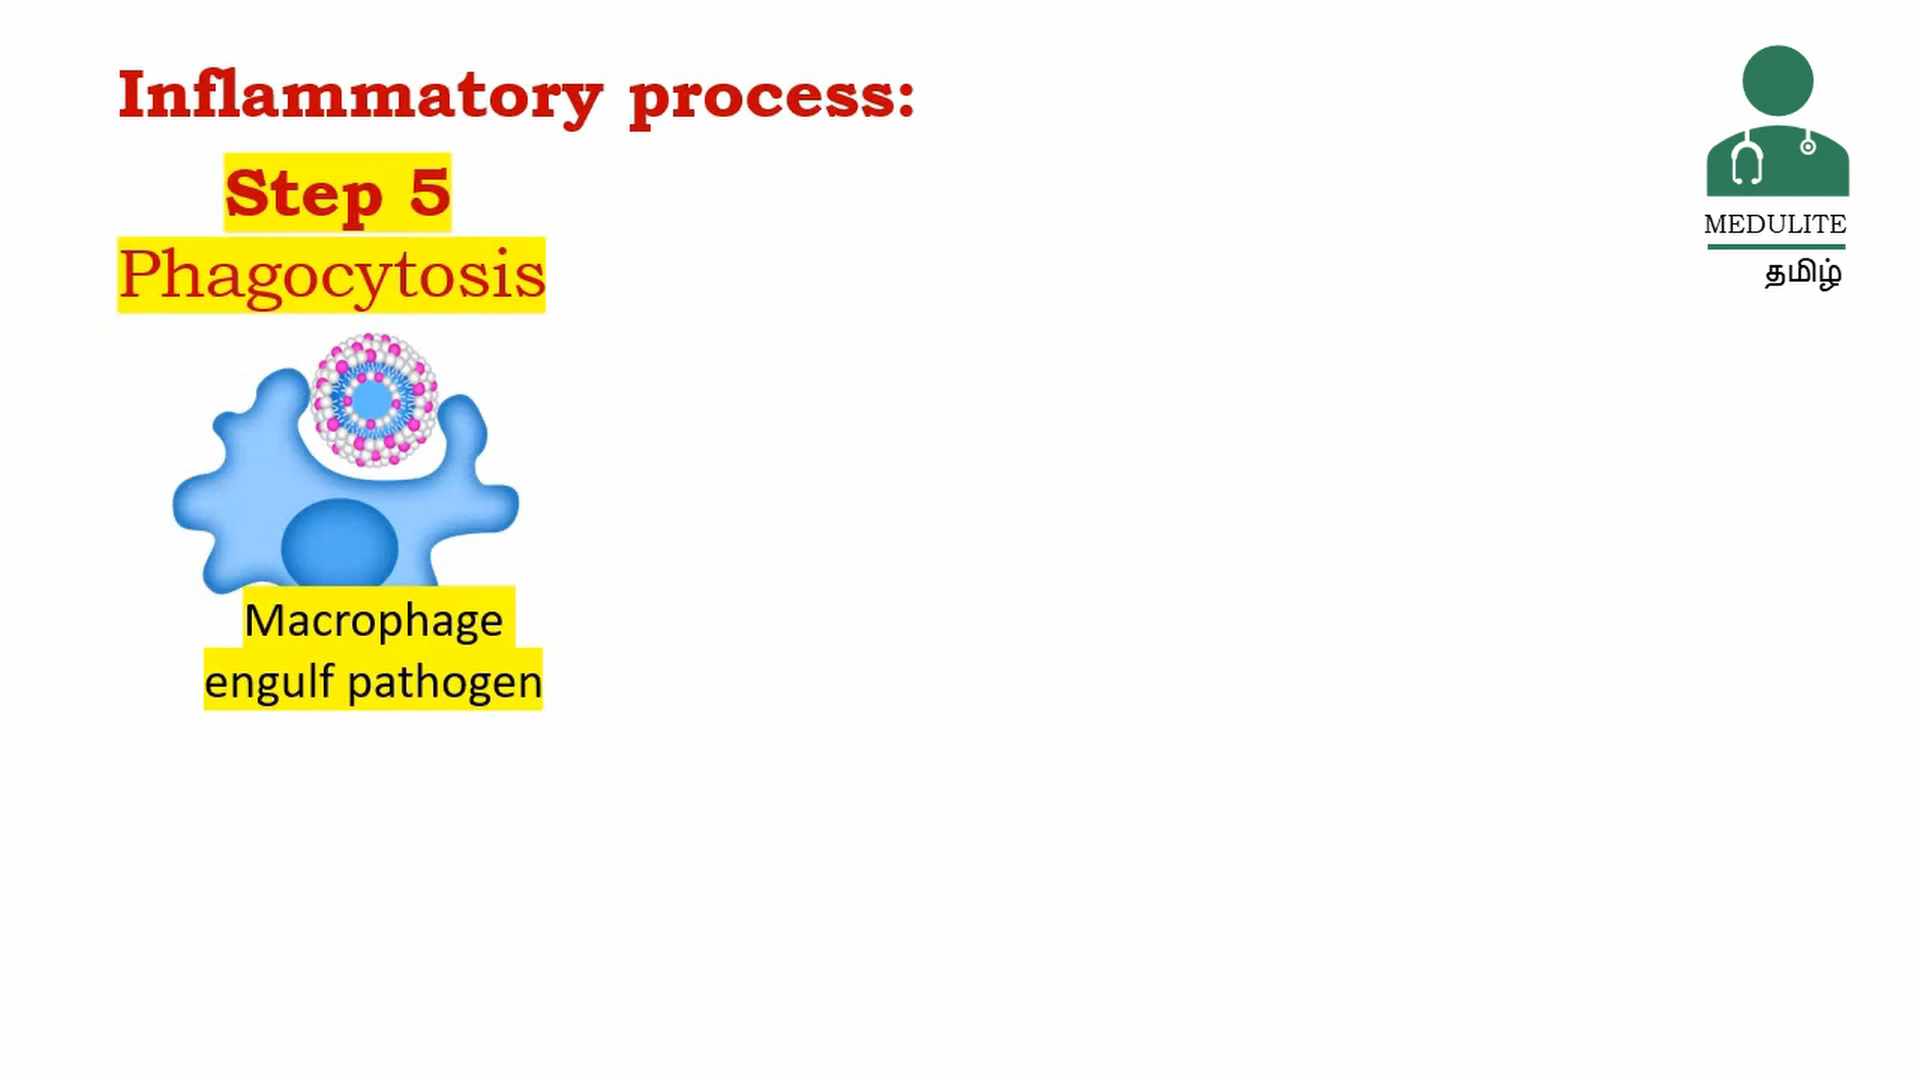 Inflammatory process:
Step 5
Phagocytosis
Macrophage
engulf pathogen
MEDULITE
தமிழ்